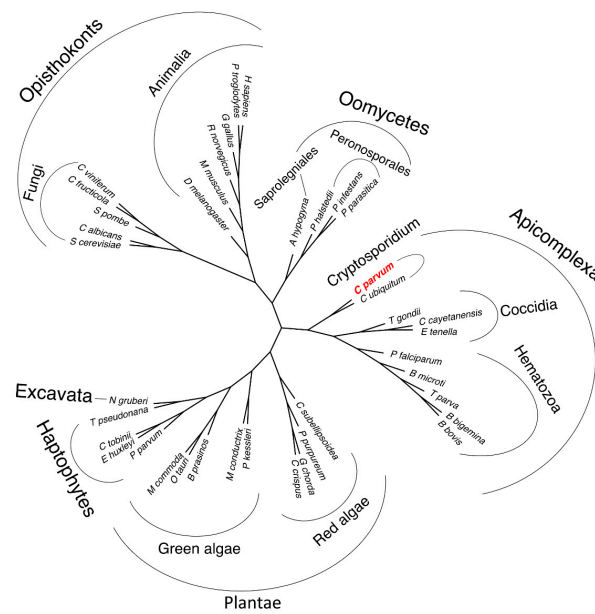 Opisthokonts
Animalia
H sapiens
P troglodytes
G gallus
R norvegicus
M musculus
D melanogaster
Fungi
C viniferum
C fructicola
S pombe
C albicans
S cerevisiae
Oomycetes
Saprolegniales
Peronosporales
A hypogyna
P halstedii
P infestans
P parasitica
Apicomplexa
Cryptosporidium
C parvum
C ubiquitum
Coccidia
T gondii
C cayetanensis
E tenella
Hematozoa
P falciparum
B microti
T parva
B bigemina
B bovis
Excavata
N gruberi
T pseudonana
Haptophytes
C tobinii
E huxleyi
P parvum
M commoda
O tauri
B prasinos
M conductrix
P kessleri
Green algae
C subellipsoidea
P purpureum
G chorda
C crispus
Red algae
Plantae